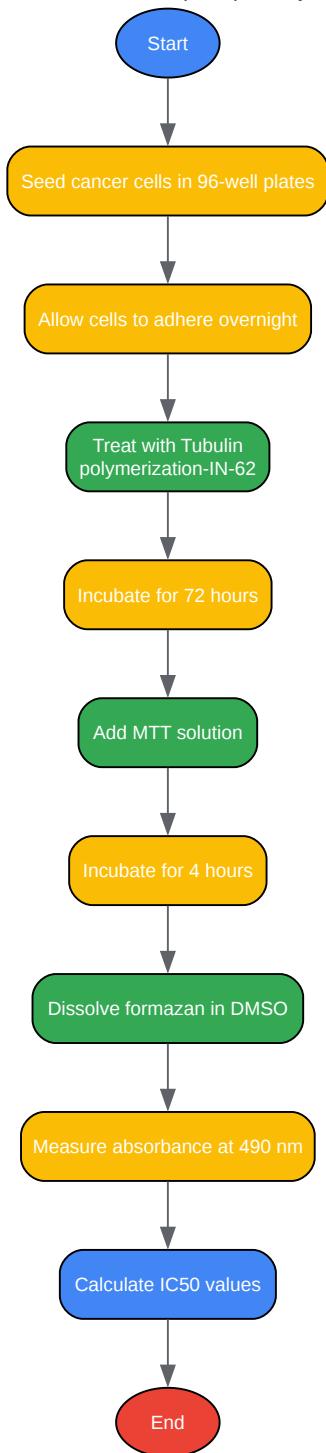 Start
Seed cancer cells in 96-well plates
Allow cells to adhere overnight
Treat with Tubulin
polymerization-IN-62
Incubate for 72 hours
Add MTT solution
Incubate for 4 hours
Dissolve formazan in DMSO
Measure absorbance at 490 nm
Calculate IC50 values
End